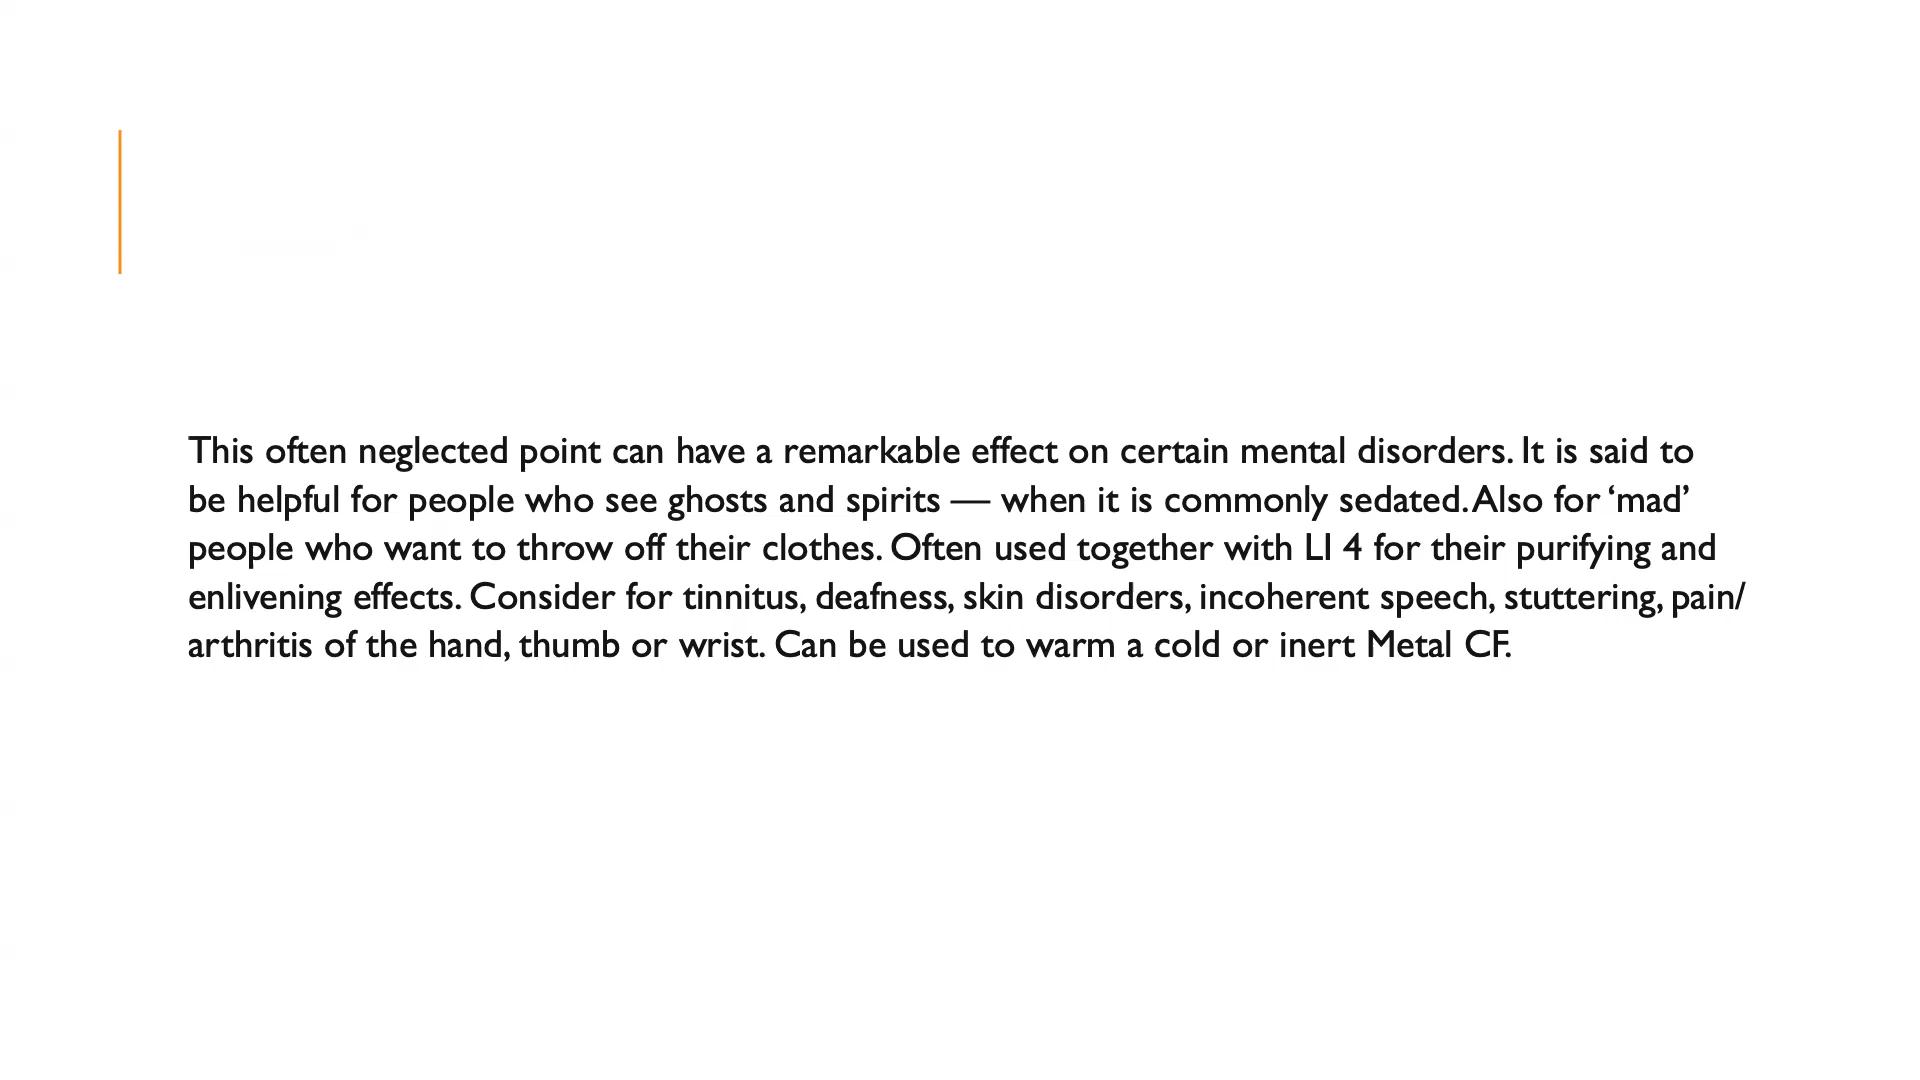 This often neglected point can have a remarkable effect on certain mental disorders. It is said to
be helpful for people who see ghosts and spirits — when it is commonly sedated. Also for ‘mad’
people who want to throw off their clothes. Often used together with LI 4 for their purifying and
enlivening effects. Consider for tinnitus, deafness, skin disorders, incoherent speech, stuttering, pain/
arthritis of the hand, thumb or wrist. Can be used to warm a cold or inert Metal CF.